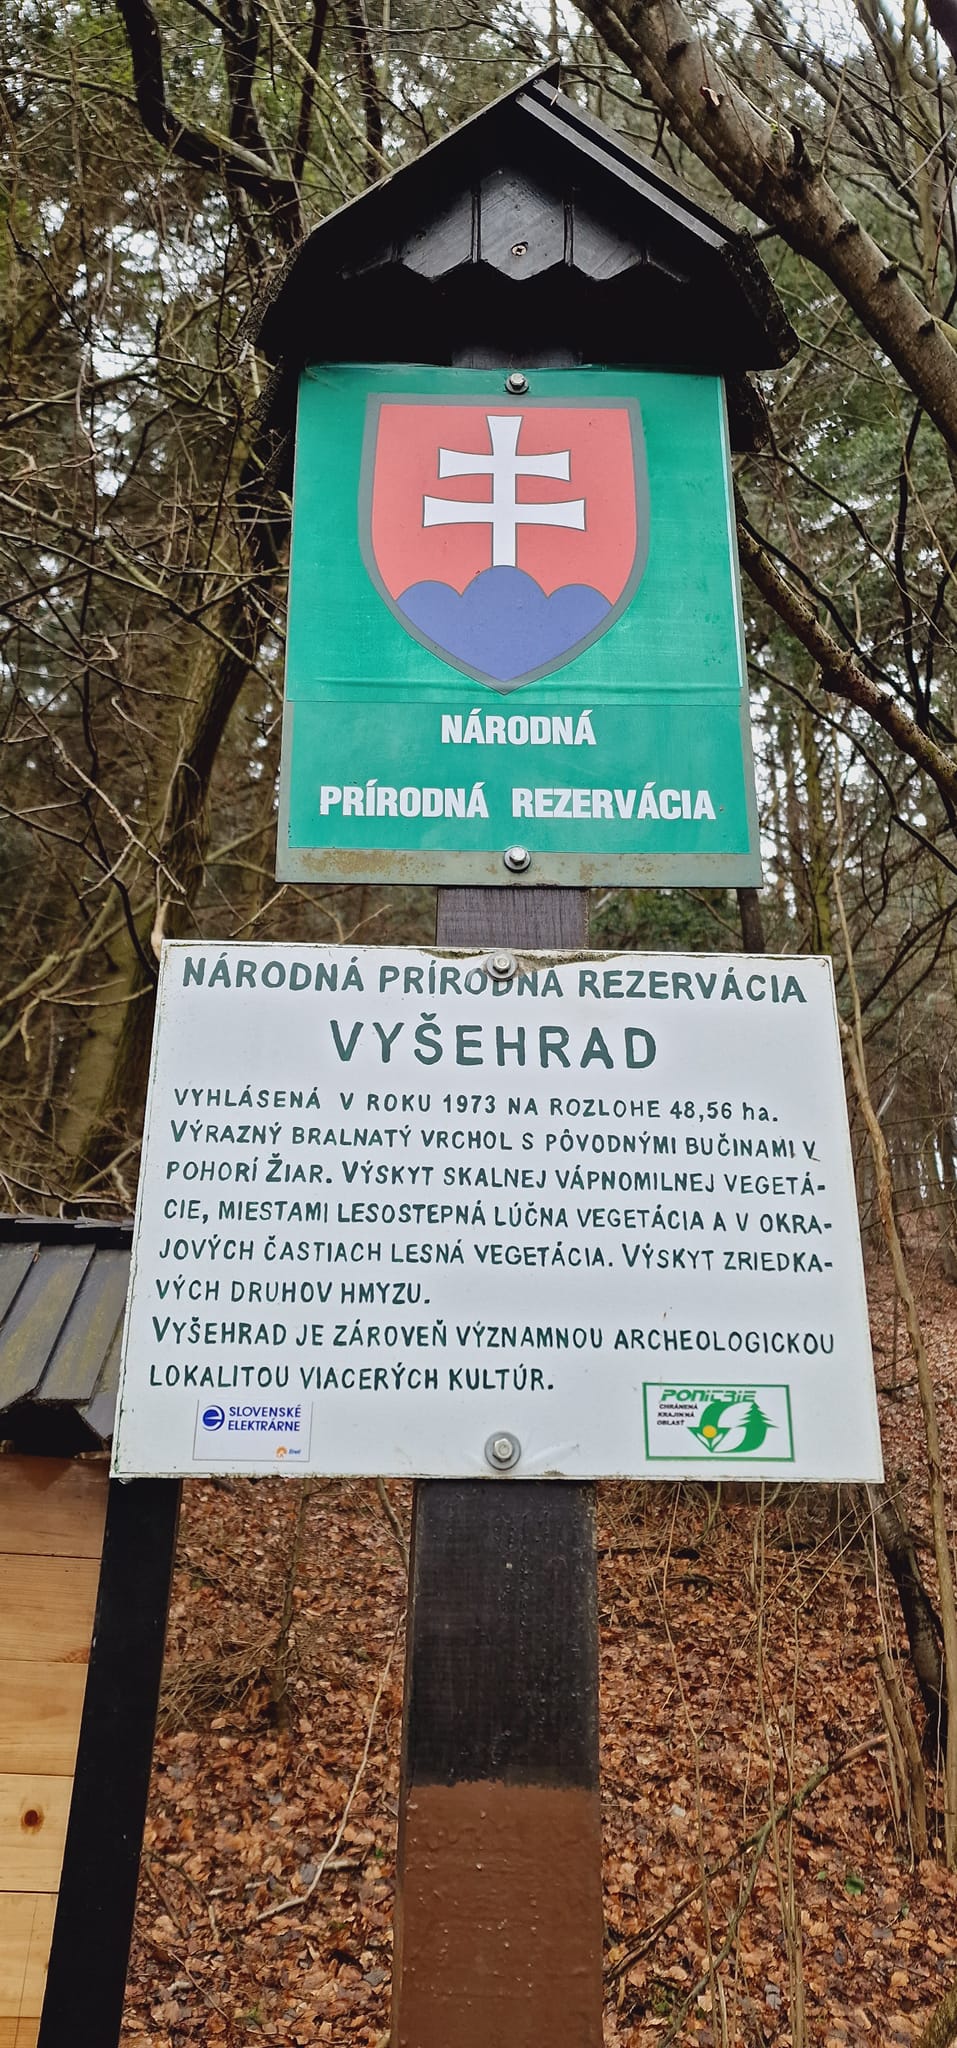 NÁRODNÁ
PRÍRODNÁ REZERVÁCIA
NÁRODNÁ PRÍRODNA REZERVÁCIA
VYŠEHRAD
VYHLÁSENÁ V ROKU 1973 NA ROZLOHE 48,56 ha.
VÝRAZNÝ BRALNATÝ VRCHOL S PÔVODNÝMI BUČINAMI V
POHORÍ ŽIAR. VÝSKYT SKALNEJ VÁPNOMILNEJ VEGETÁ-
CIE, MIESTAMI LESOSTEPNÁ LÚČNA VEGETÁCIA A V OKRA-
JOVÝCH ČASTIACH LESNÁ VEGETÁCIA. VÝSKYT ZRIEDKA-
VÝCH DRUHOV HMYZU.
VYŠEHRAD JE ZÁROVEŇ VÝZNAMNOU ARCHEOLOGICKOU
LOKALITOU VIACERÝCH KULTÚR.
SLOVENSKÉ
ELEKTRÁRNE
Enel
PONITRIE
CHRÁNENÁ
KRAJINNÁ
OBLASŤ